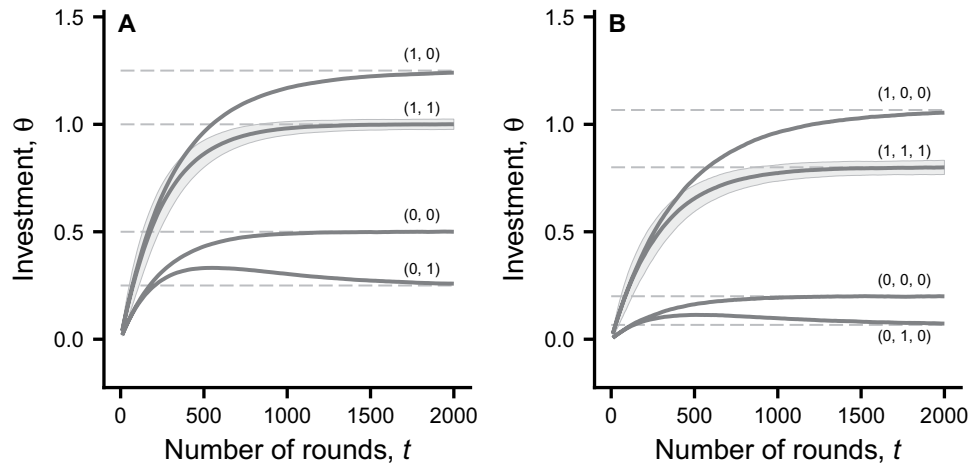 A
1.5
1.0
0.5
0.0
(1, 0)
(1, 1)
(0, 0)
(0, 1)
Investment, θ
0 500 1000 1500 2000
Number of rounds, t
B
1.5
1.0
0.5
0.0
(1, 0, 0)
(1, 1, 1)
(0, 0, 0)
(0, 1, 0)
Investment, θ
0 500 1000 1500 2000
Number of rounds, t